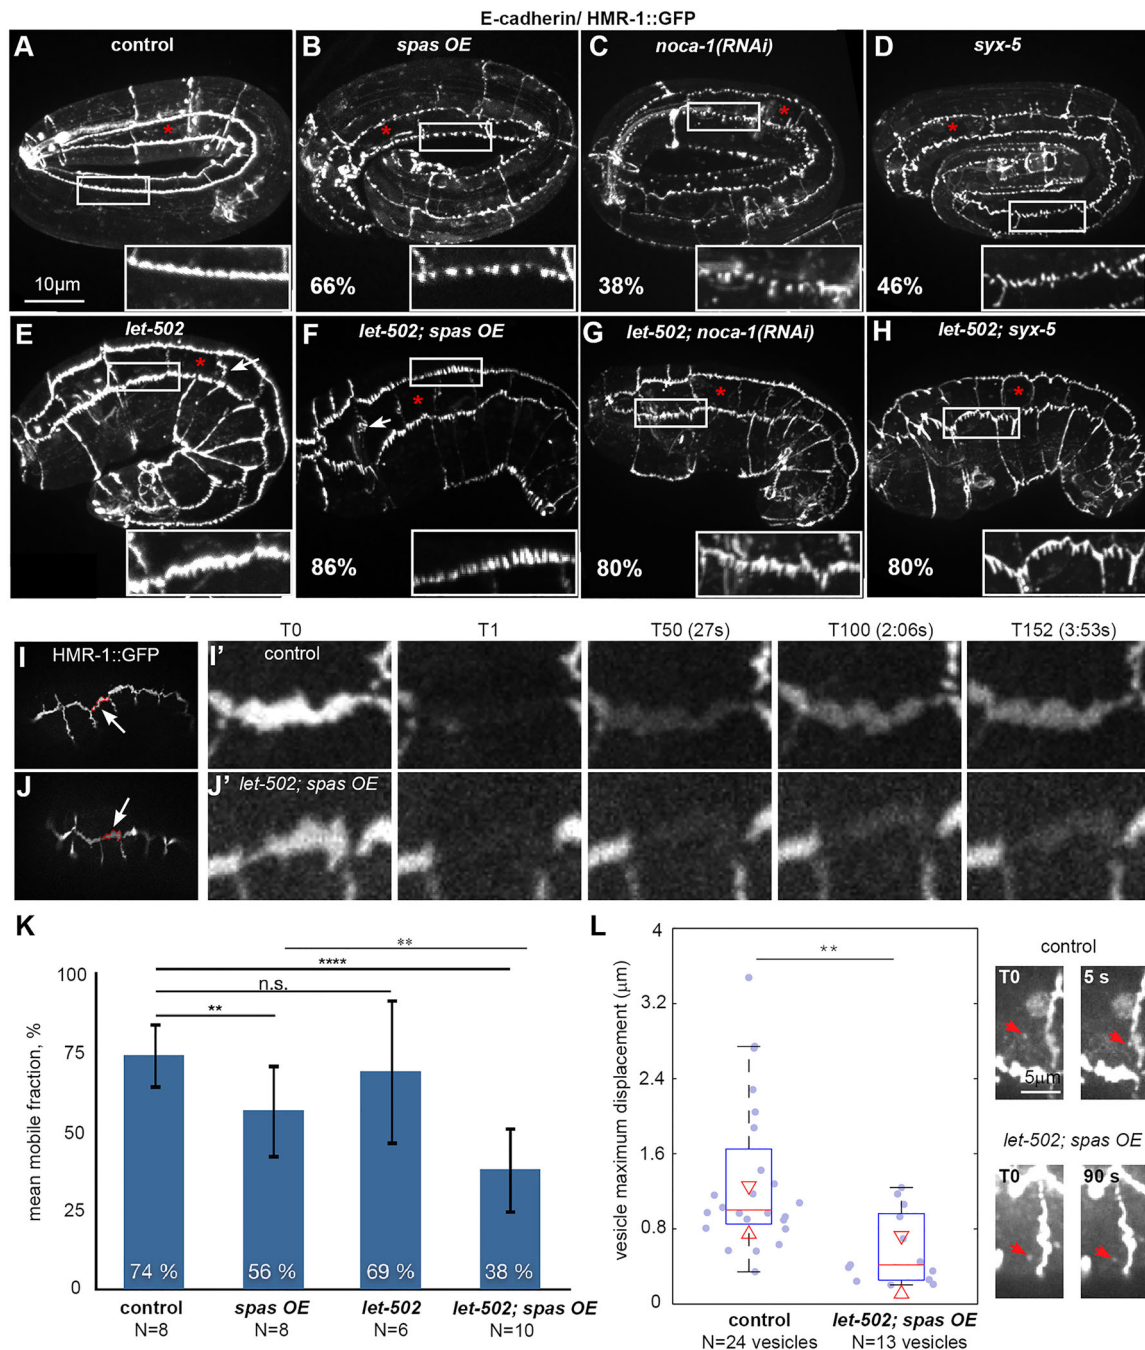 E-cadherin/ HMR-1::GFP
A control
B spas OE
C noca-1(RNAi)
D syx-5
* * * *
10µm
66%
38%
46%
E let-502
F let-502; spas OE
G let-502; noca-1(RNAi)
H let-502; syx-5
* * * *
86%
80%
80%
T0 T1 T50 (27s) T100 (2:06s) T152 (3:53s)
I HMR-1::GFP
I' control
J
J' let-502; spas OE
K
**
****
n.s.
**
mean mobile fraction, %
100
75
50
25
0
74 % 56 % 69 % 38 %
control spas OE let-502 let-502; spas OE
N=8 N=8 N=6 N=10
L
**
vesicle maximum displacement (µm)
4
3.2
2.4
1.6
0.8
0
control let-502; spas OE
N=24 vesicles N=13 vesicles
control
T0 5 s
5µm
let-502; spas OE
T0 90 s